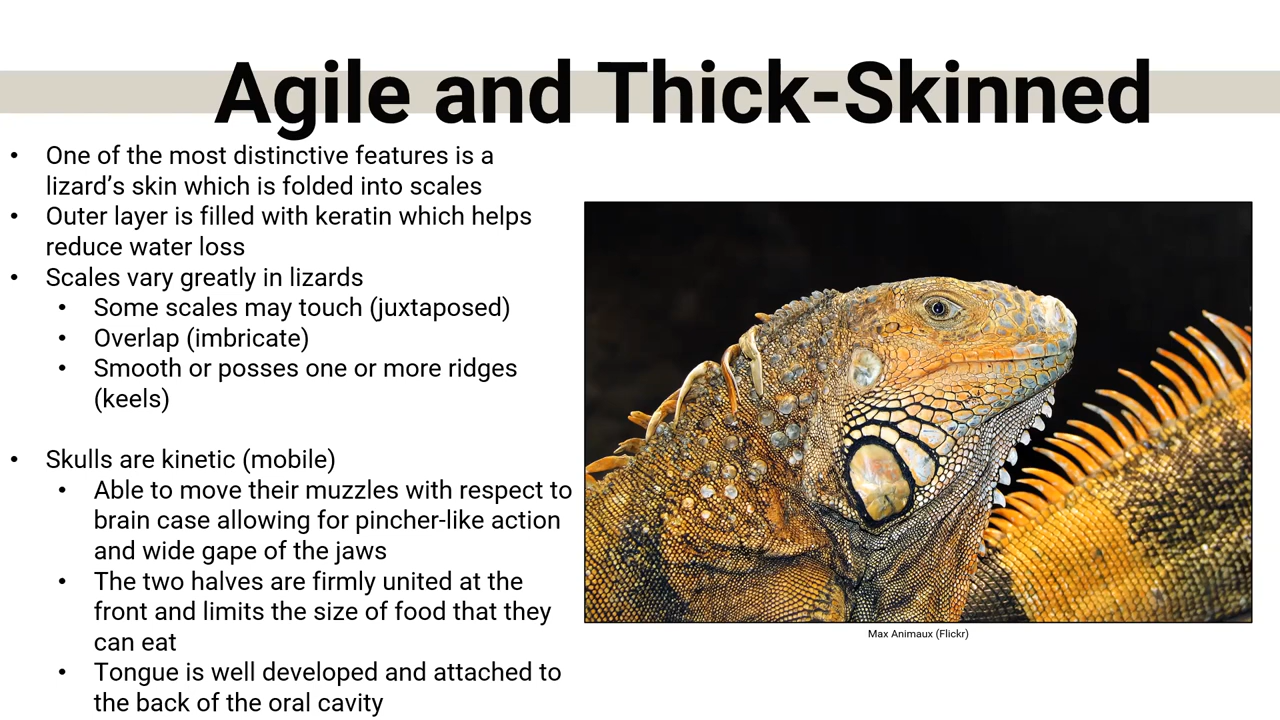 Agile and Thick-Skinned
• One of the most distinctive features is a
lizard’s skin which is folded into scales
• Outer layer is filled with keratin which helps
reduce water loss
• Scales vary greatly in lizards
• Some scales may touch (juxtaposed)
• Overlap (imbricate)
• Smooth or posses one or more ridges
(keels)
• Skulls are kinetic (mobile)
• Able to move their muzzles with respect to
brain case allowing for pincher-like action
and wide gape of the jaws
• The two halves are firmly united at the
front and limits the size of food that they
can eat
• Tongue is well developed and attached to
the back of the oral cavity
Max Animaux (Flickr)